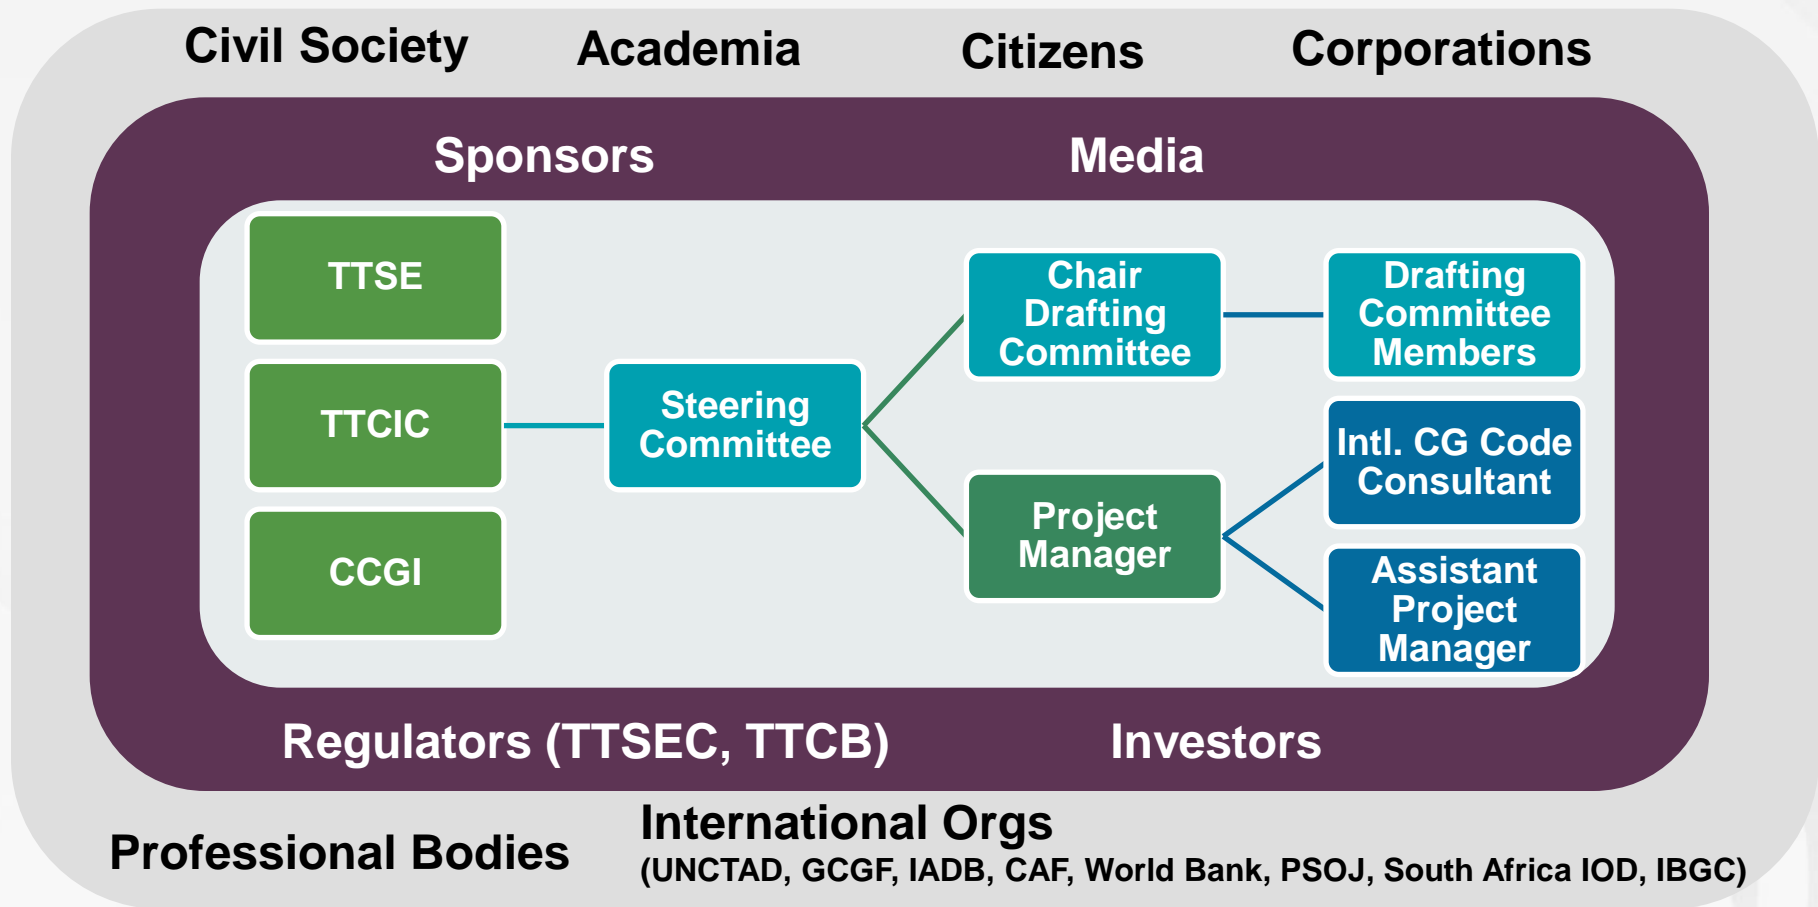 Civil Society
Academia
Citizens
Corporations
Sponsors
Media
TTSE
TTCIC
CCGI
Steering
Committee
Chair
Drafting
Committee
Drafting
Committee
Members
Project
Manager
Intl. CG Code
Consultant
Assistant
Project
Manager
Regulators (TTSEC, TTCB)
Investors
Professional Bodies
International Orgs
(UNCTAD, GCGF, IADB, CAF, World Bank, PSOJ, South Africa IOD, IBGC)